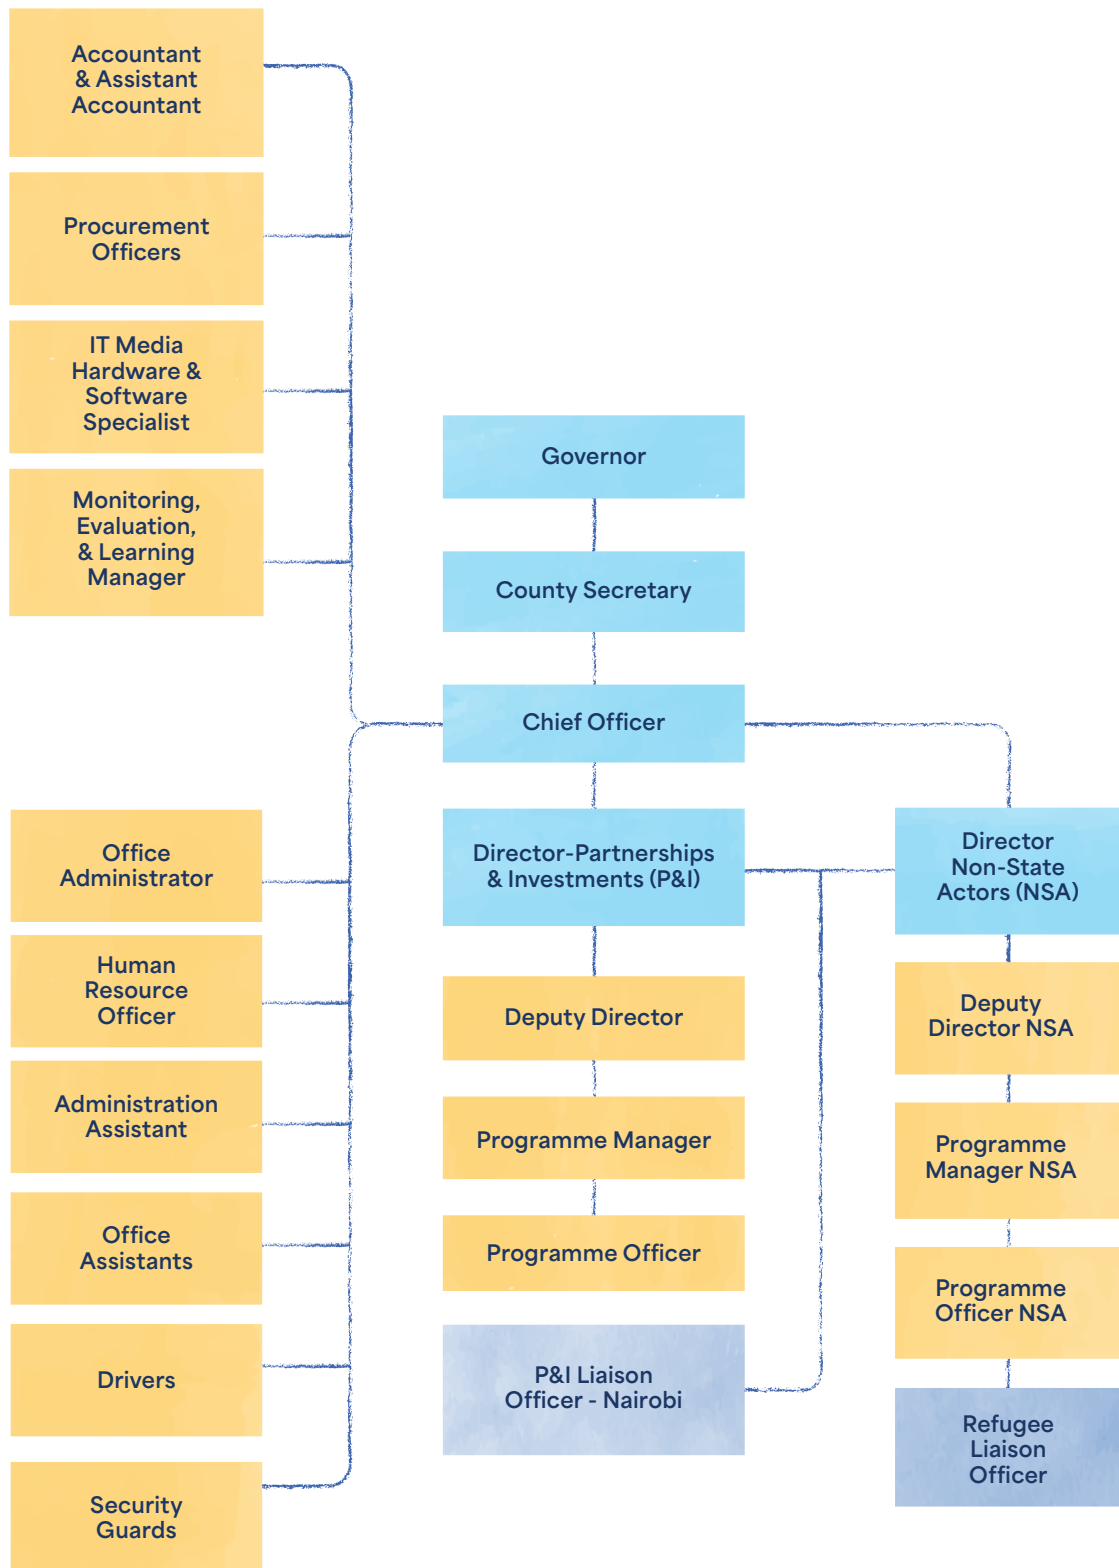 Accountant
& Assistant
Accountant
Procurement
Officers
IT Media
Hardware &
Software
Specialist
Monitoring,
Evaluation,
& Learning
Manager
Governor
County Secretary
Chief Officer
Director-Partnerships
& Investments (P&I)
Director
Non-State
Actors (NSA)
Office
Administrator
Human
Resource
Officer
Administration
Assistant
Office
Assistants
Drivers
Security
Guards
Deputy Director
Programme Manager
Programme Officer
P&I Liaison
Officer - Nairobi
Deputy
Director NSA
Programme
Manager NSA
Programme
Officer NSA
Refugee
Liaison
Officer